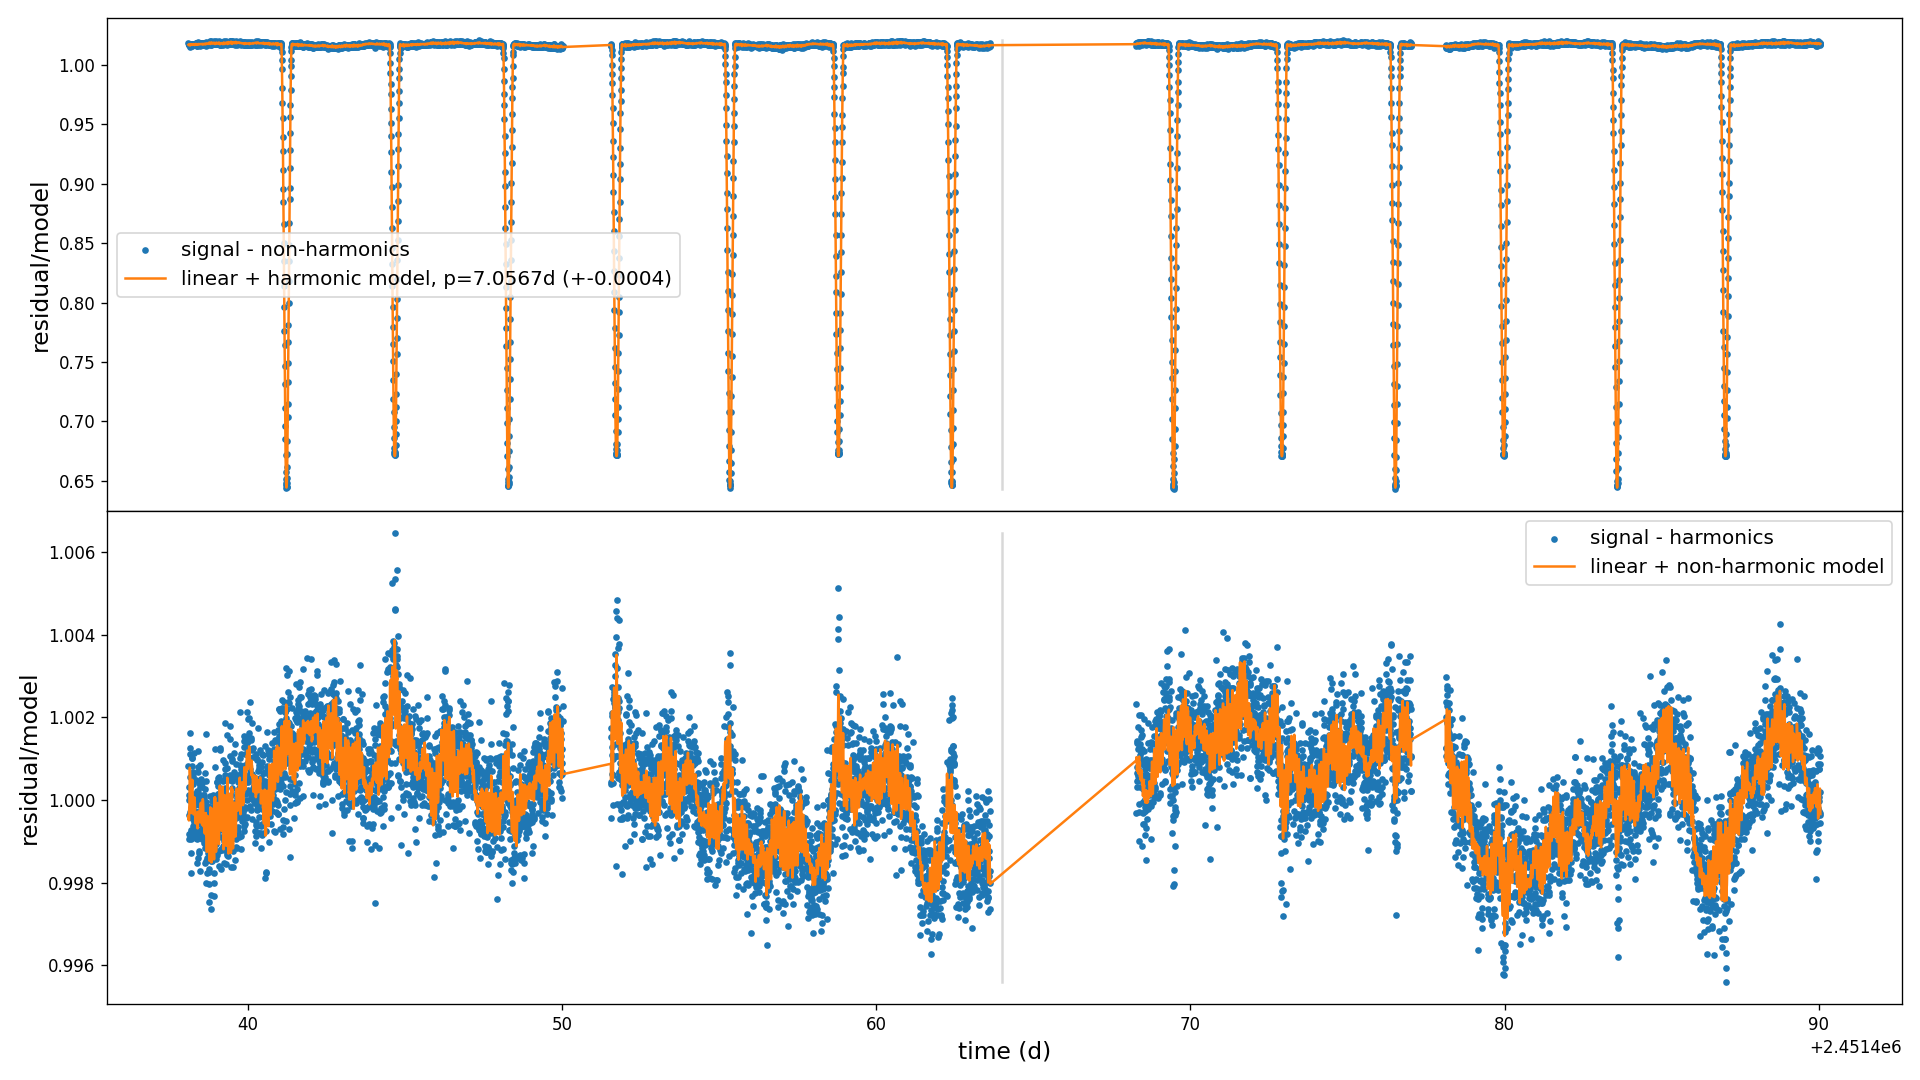 1.00
0.95
0.90
0.85
0.80
0.75
0.70
0.65
residual/model
signal - non-harmonics
linear + harmonic model, p=7.0567d (+-0.0004)
1.006
1.004
1.002
1.000
0.998
0.996
residual/model
signal - harmonics
linear + non-harmonic model
40
50
60
70
80
90
time (d)
+2.4514e6